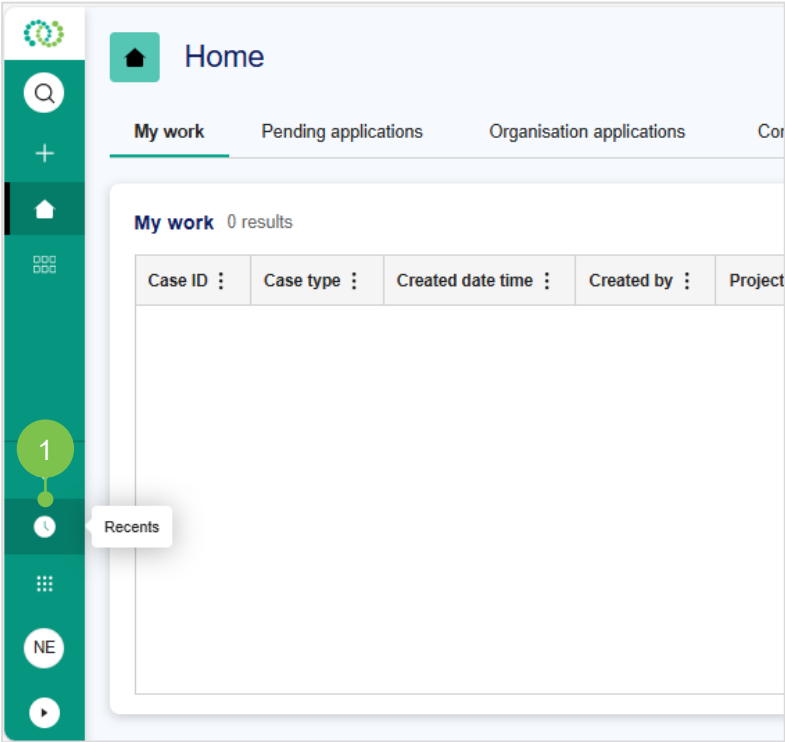 Home
My work Pending applications Organisation applications
My work 0 results
Case ID Case type Created date time Created by Project
1
Recents
NE